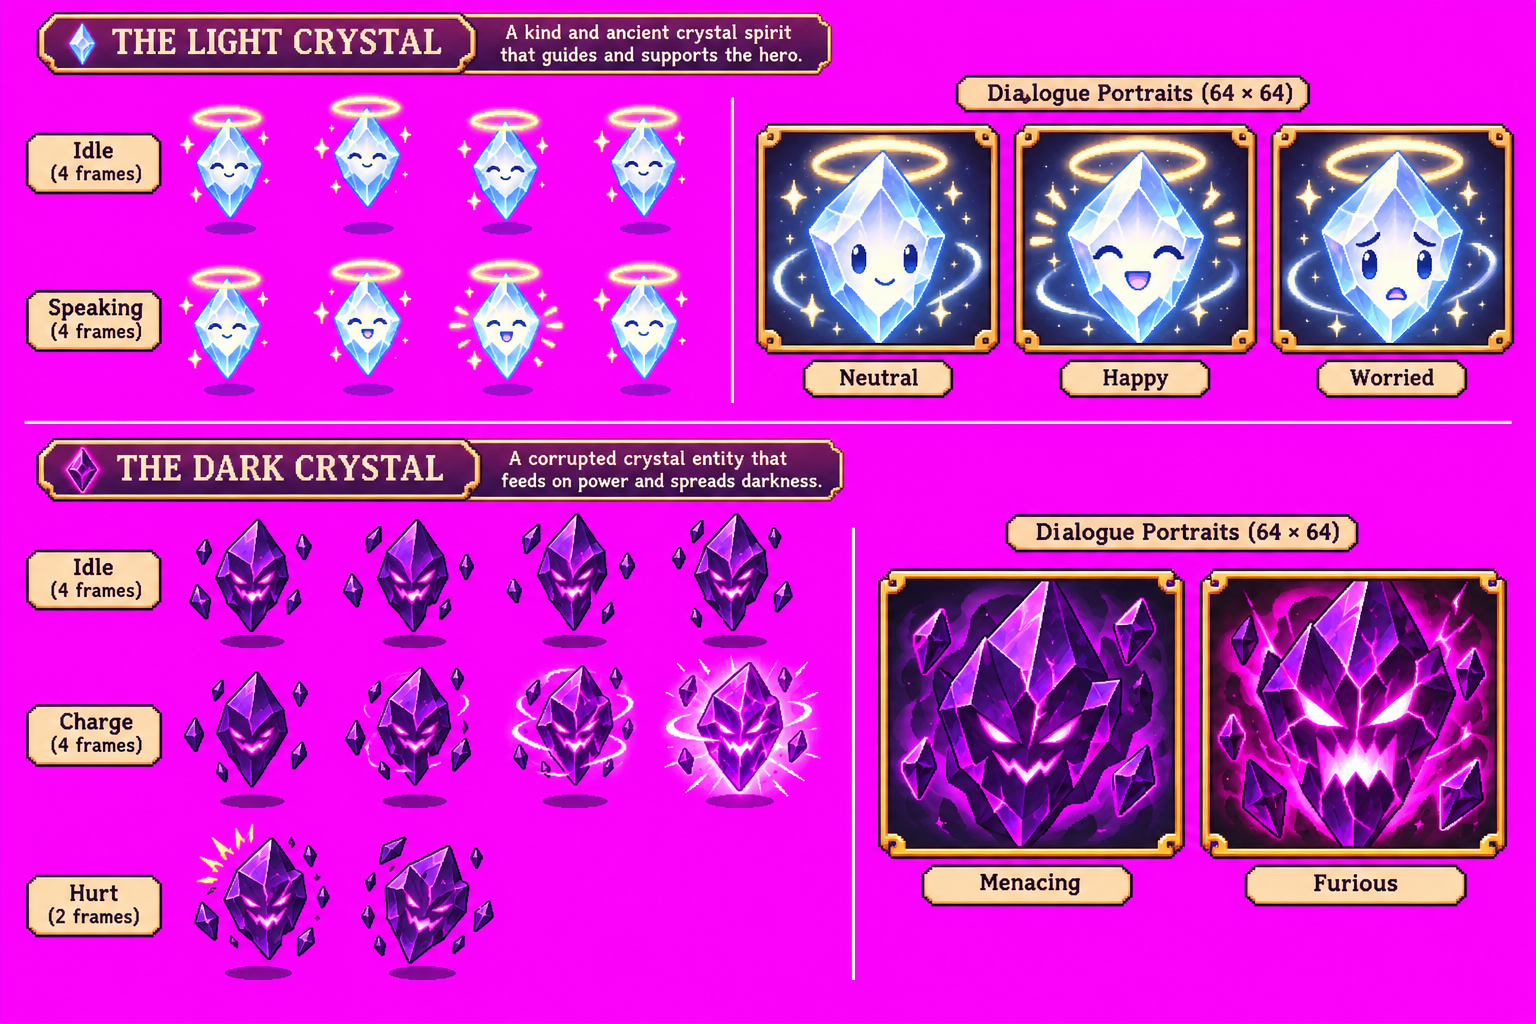 THE LIGHT CRYSTAL
A kind and ancient crystal spirit
that guides and supports the hero.
Idle
(4 frames)
Speaking
(4 frames)
Dialogue Portraits (64 × 64)
Neutral
Happy
Worried
THE DARK CRYSTAL
A corrupted crystal entity that
feeds on power and spreads darkness.
Idle
(4 frames)
Charge
(4 frames)
Hurt
(2 frames)
Dialogue Portraits (64 × 64)
Menacing
Furious